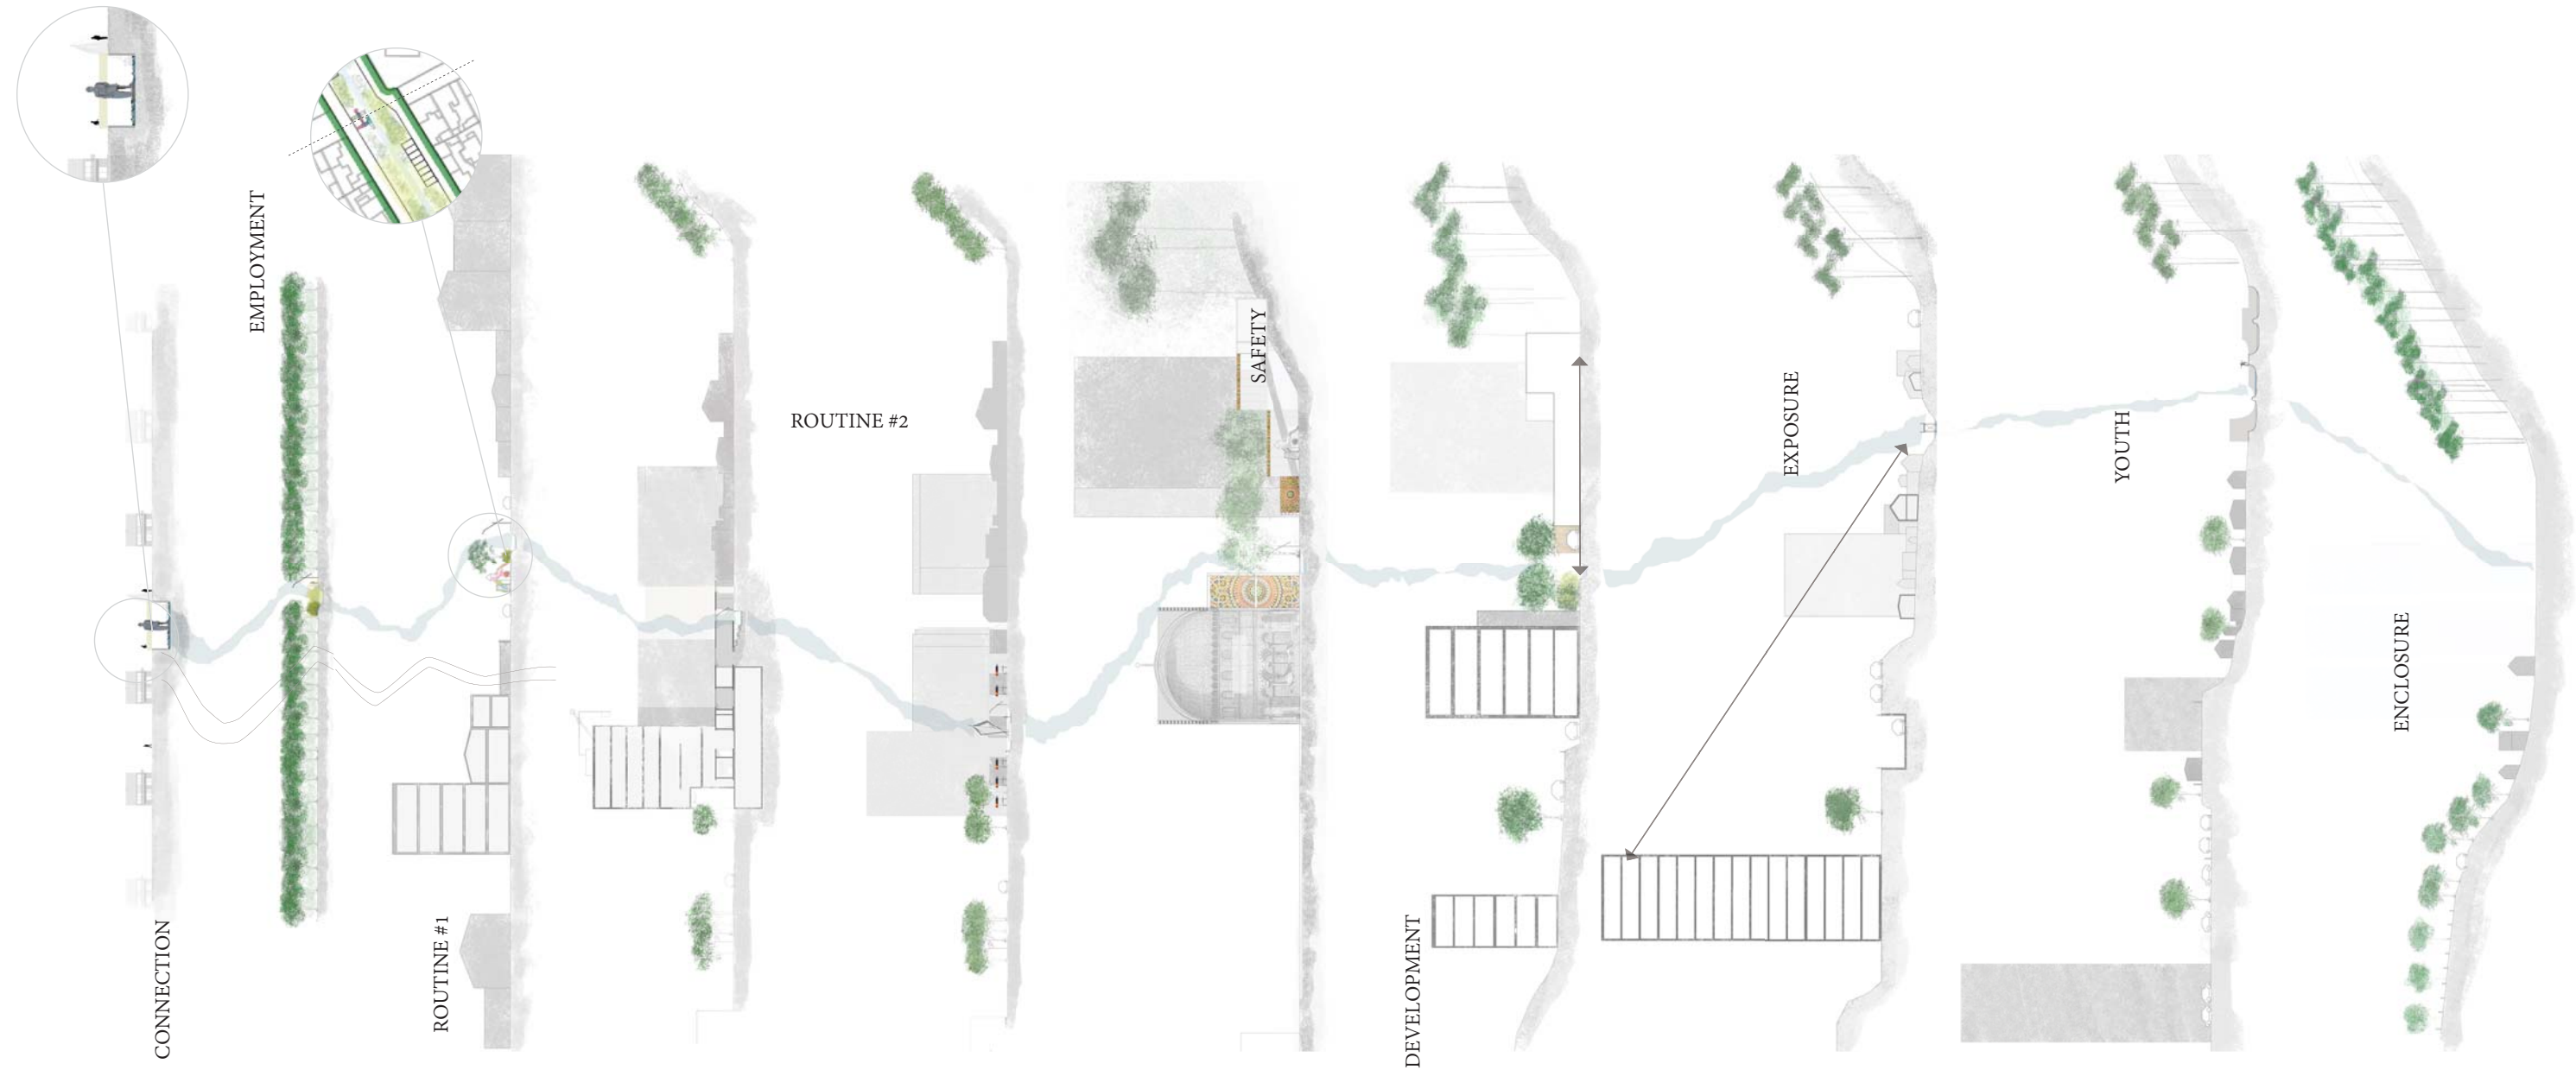 CONNECTION
EMPLOYMENT
ROUTINE #1
ROUTINE #2
SAFETY
DEVELOPMENT
EXPOSURE
YOUTH
ENCLOSURE